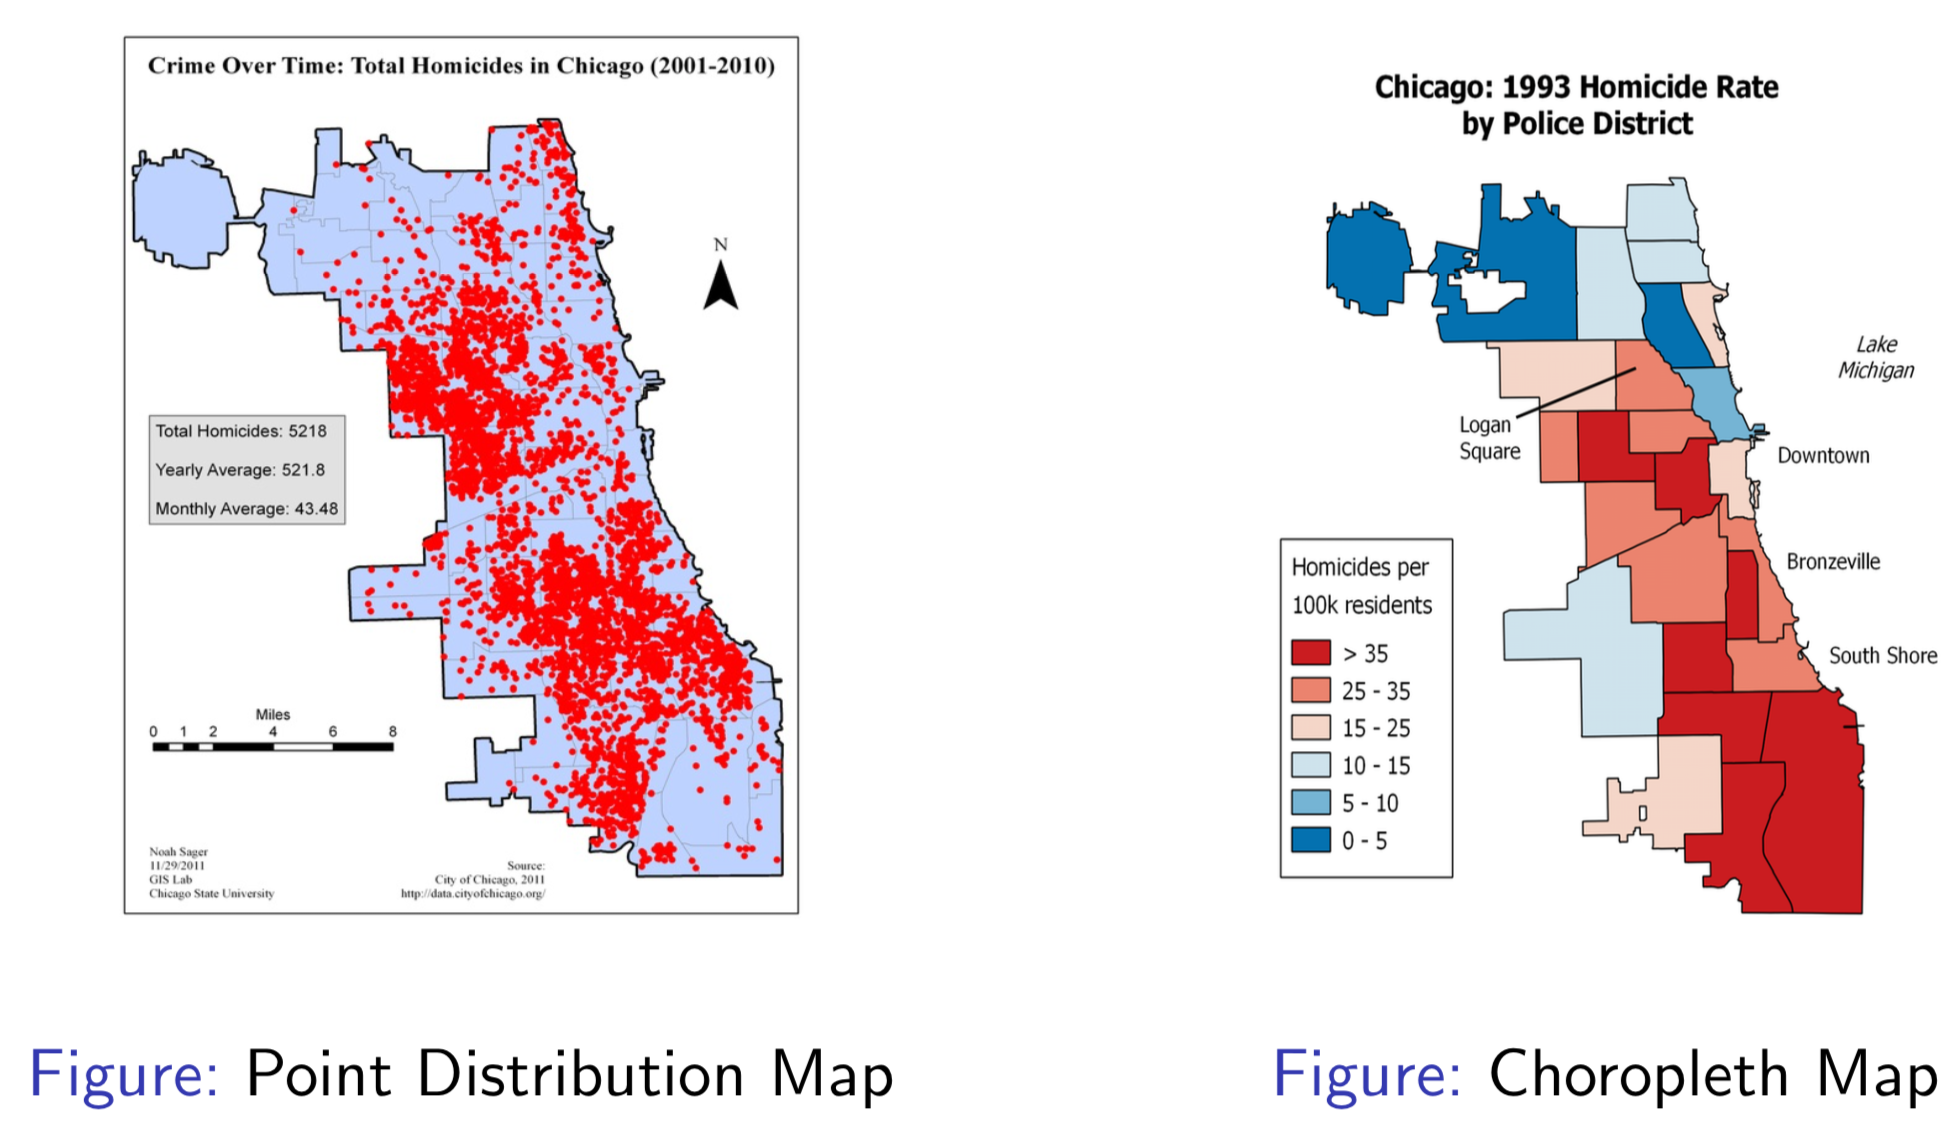 Crime Over Time: Total Homicides in Chicago (2001-2010)
N
Total Homicides: 5218
Yearly Average: 521.8
Monthly Average: 43.48
Miles
0 1 2 4 6 8
Noah Sager
11/29/2011
GIS Lab
Chicago State University
Source:
City of Chicago, 2011
http://data.cityofchicago.org/
Figure: Point Distribution Map
Chicago: 1993 Homicide Rate
by Police District
Lake
Michigan
Logan
Square
Downtown
Bronzeville
South Shore
Homicides per
100k residents
> 35
25 - 35
15 - 25
10 - 15
5 - 10
0 - 5
Figure: Choropleth Map